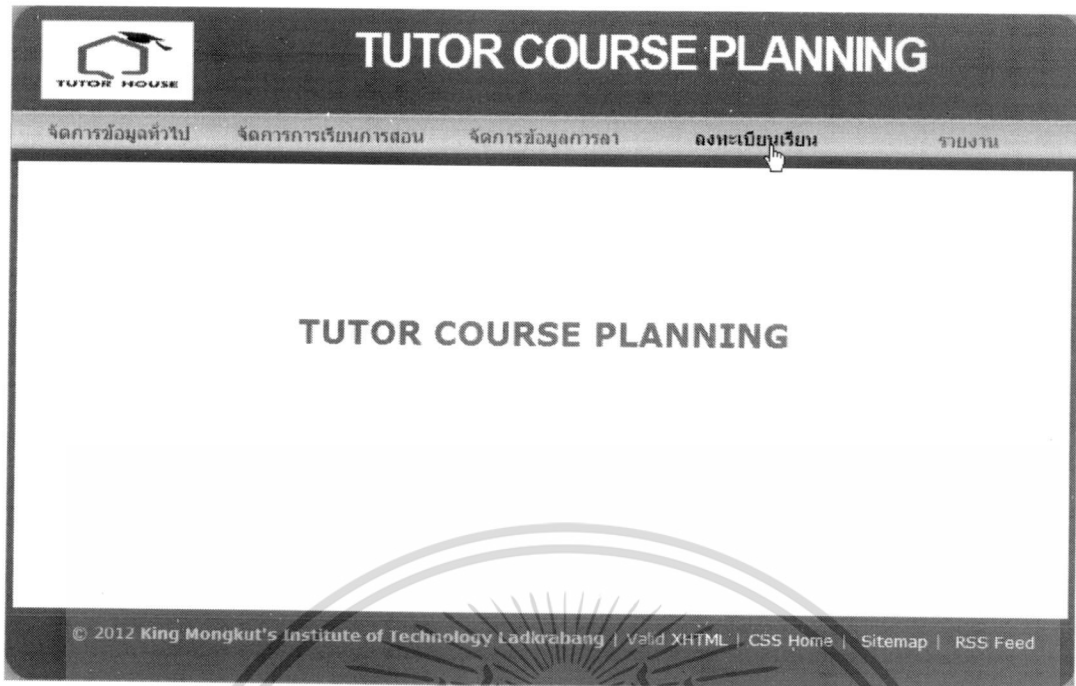 TUTOR COURSE PLANNING
TUTOR HOUSE
จัดการข้อมูลทั่วไป จัดการการเรียนการสอน จัดการข้อมูลการลา ลงทะเบียนเรียน รายงาน
TUTOR COURSE PLANNING
© 2012 King Mongkut's Institute of Technology Ladkrabang | Valid XHTML | CSS Home | Sitemap | RSS Feed